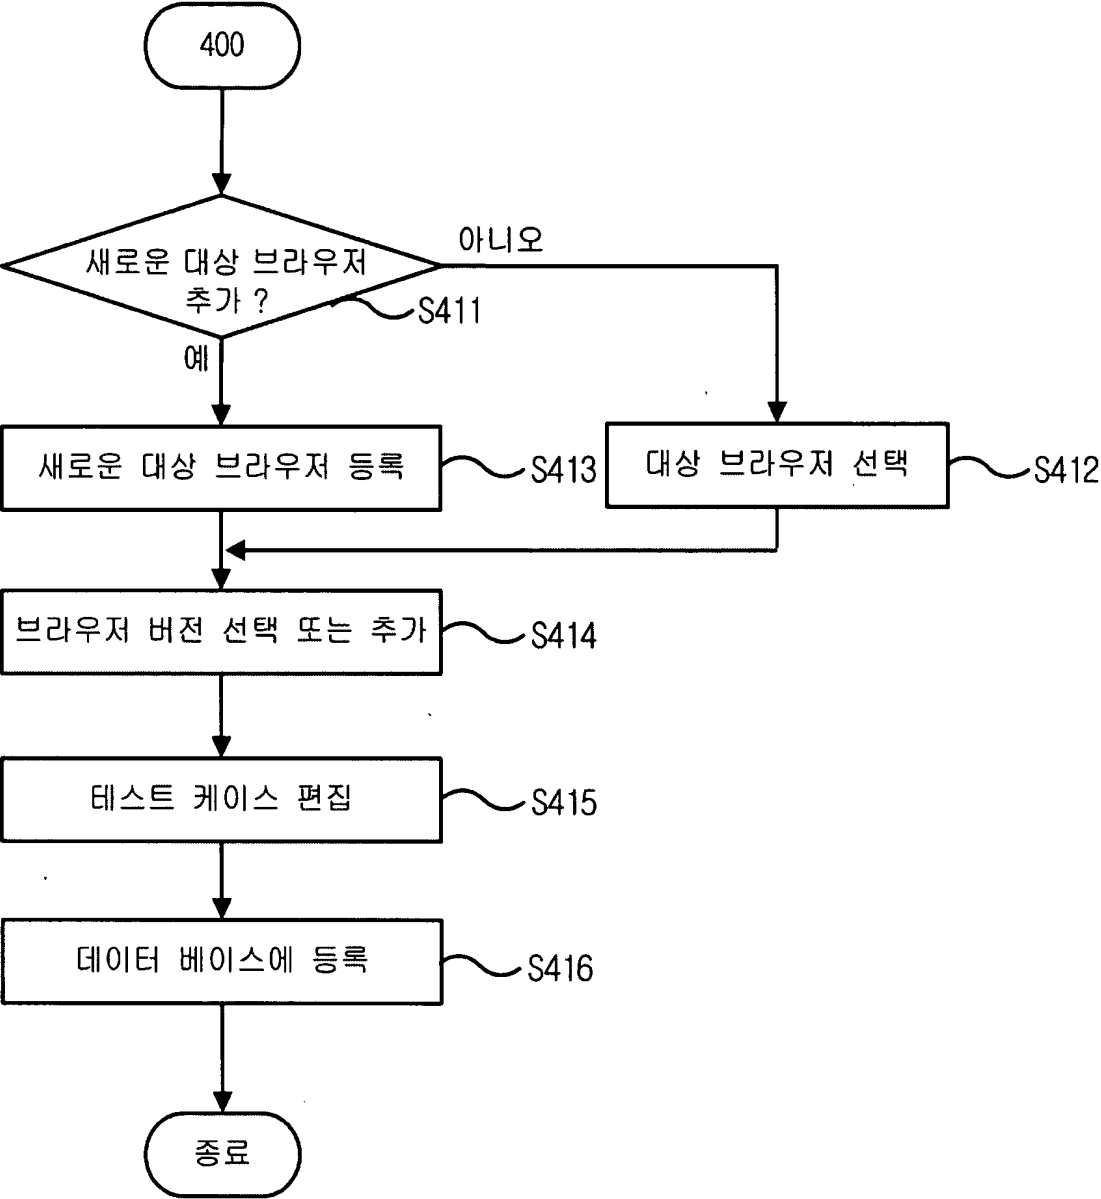 400
아니오
새로운 대상 브라우저
추가 ?
S411
예
새로운 대상 브라우저 등록
S413
대상 브라우저 선택
S412
브라우저 버전 선택 또는 추가
S414
테스트 케이스 편집
S415
데이터 베이스에 등록
S416
종료